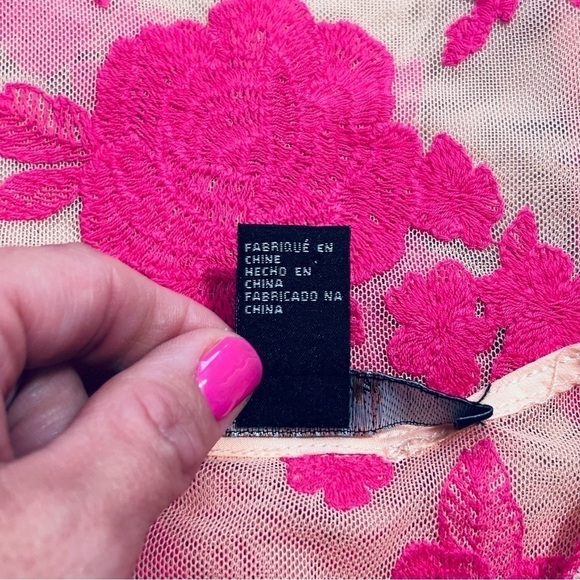 FABRIQUÉ EN
CHINE
HECHO EN
CHINA
FABRICADO NA
CHINA